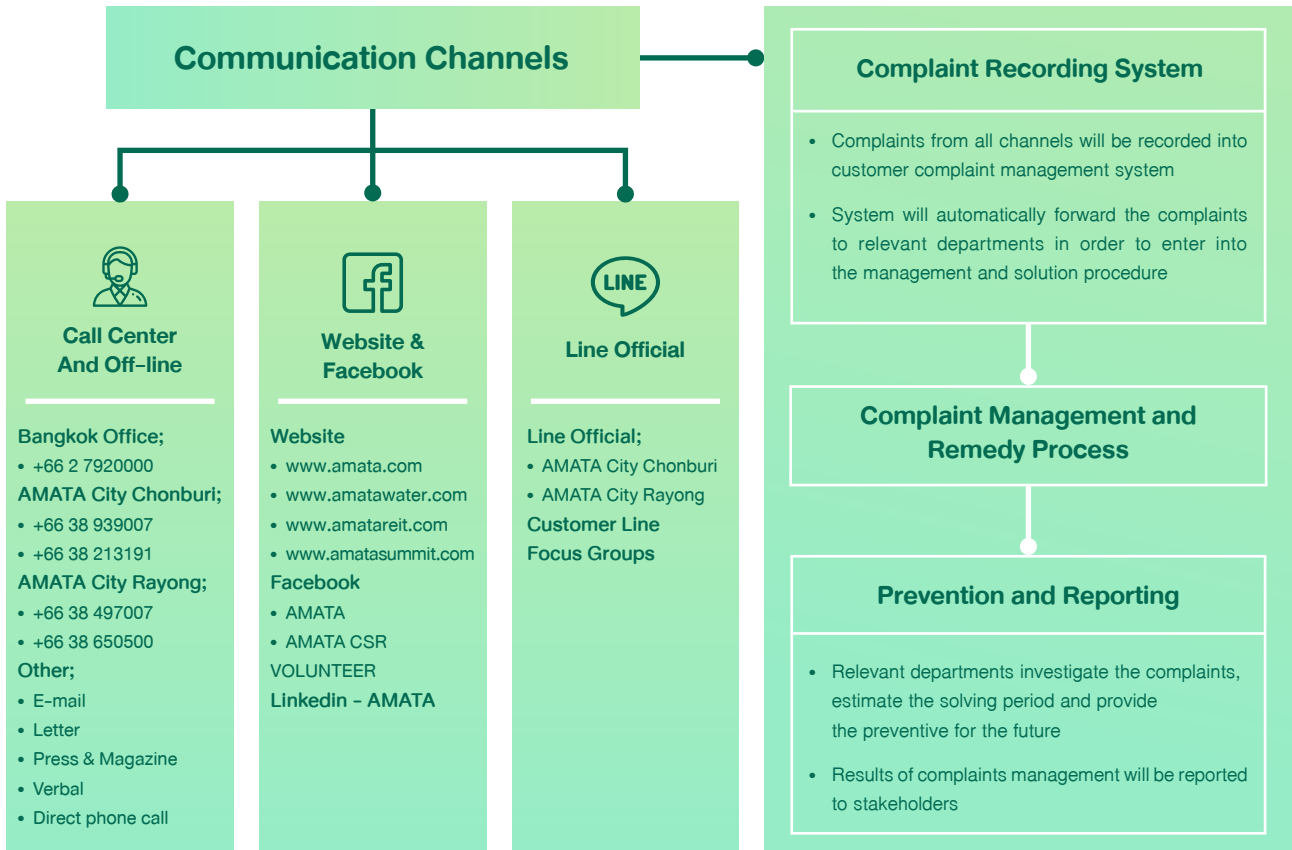 Communication Channels
Call Center
And Off-line
Bangkok Office;
• +66 2 7920000
AMATA City Chonburi;
• +66 38 939007
• +66 38 213191
AMATA City Rayong;
• +66 38 497007
• +66 38 650500
Other;
• E-mail
• Letter
• Press & Magazine
• Verbal
• Direct phone call
Website &
Facebook
Website
• www.amata.com
• www.amatawater.com
• www.amatareit.com
• www.amatasummit.com
Facebook
• AMATA
• AMATA CSR
VOLUNTEER
Linkedin - AMATA
LINE
Line Official
Line Official;
• AMATA City Chonburi
• AMATA City Rayong
Customer Line
Focus Groups
Complaint Recording System
• Complaints from all channels will be recorded into
customer complaint management system
• System will automatically forward the complaints
to relevant departments in order to enter into
the management and solution procedure
Complaint Management and
Remedy Process
Prevention and Reporting
• Relevant departments investigate the complaints,
estimate the solving period and provide
the preventive for the future
• Results of complaints management will be reported
to stakeholders